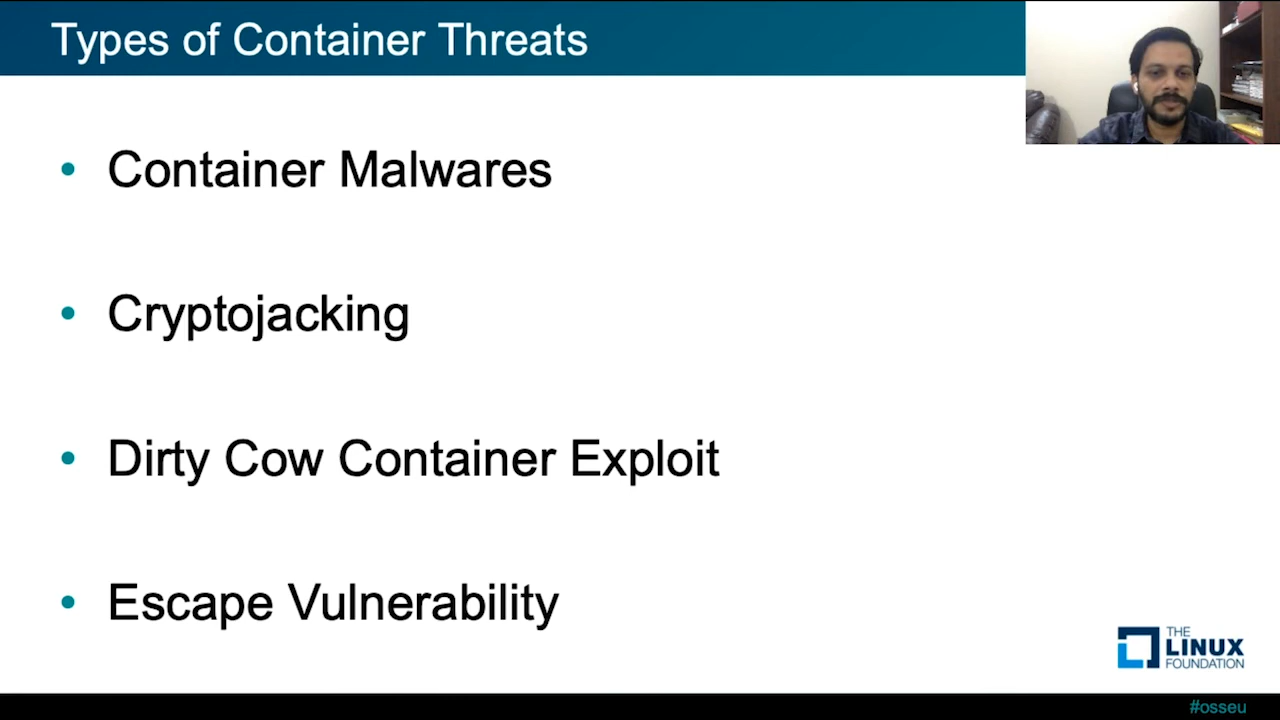 Types of Container Threats
• Container Malwares
• Cryptojacking
• Dirty Cow Container Exploit
• Escape Vulnerability
THE
LINUX
FOUNDATION
#osseu